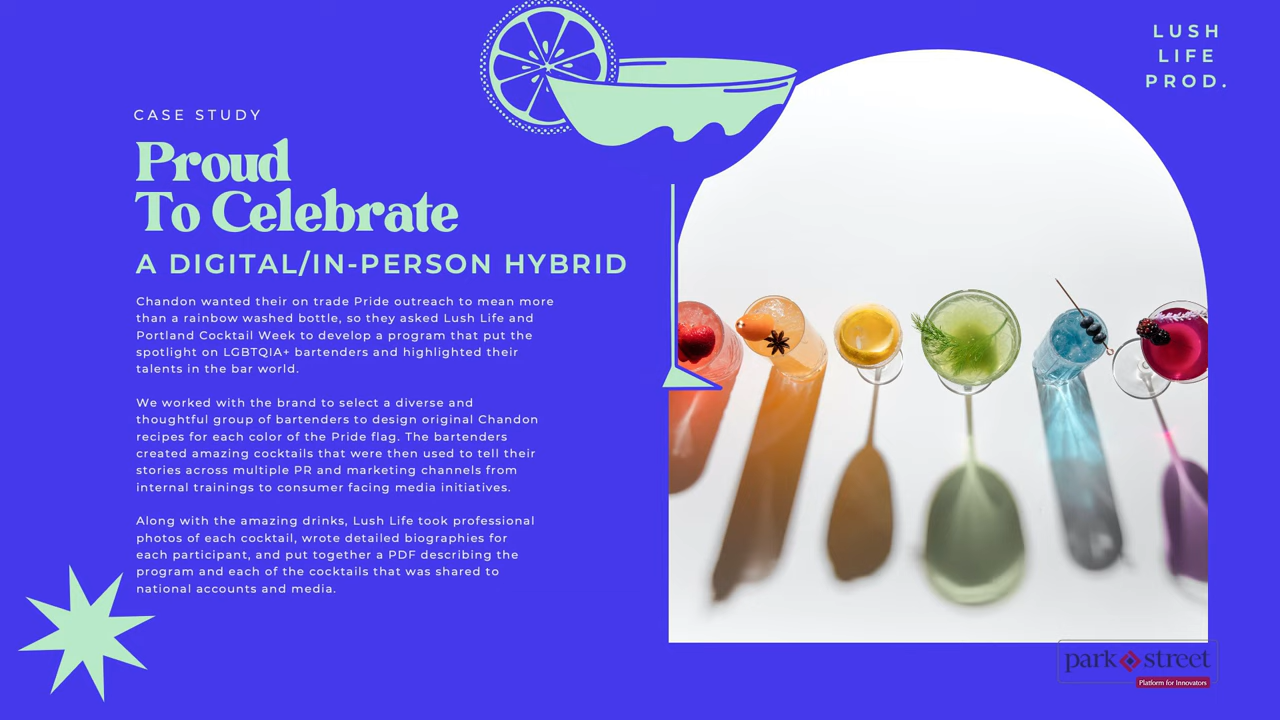 LUSH
LIFE
PROD.
CASE STUDY
Proud
To Celebrate
A DIGITAL/IN-PERSON HYBRID
Chandon wanted their on trade Pride outreach to mean more
than a rainbow washed bottle, so they asked Lush Life and
Portland Cocktail Week to develop a program that put the
spotlight on LGBTQIA+ bartenders and highlighted their
talents in the bar world.
We worked with the brand to select a diverse and
thoughtful group of bartenders to design original Chandon
recipes for each color of the Pride flag. The bartenders
created amazing cocktails that were then used to tell their
stories across multiple PR and marketing channels from
internal trainings to consumer facing media initiatives.
Along with the amazing drinks, Lush Life took professional
photos of each cocktail, wrote detailed biographies for
each participant, and put together a PDF describing the
program and each of the cocktails that was shared to
national accounts and media.
park street
Platform for Innovators